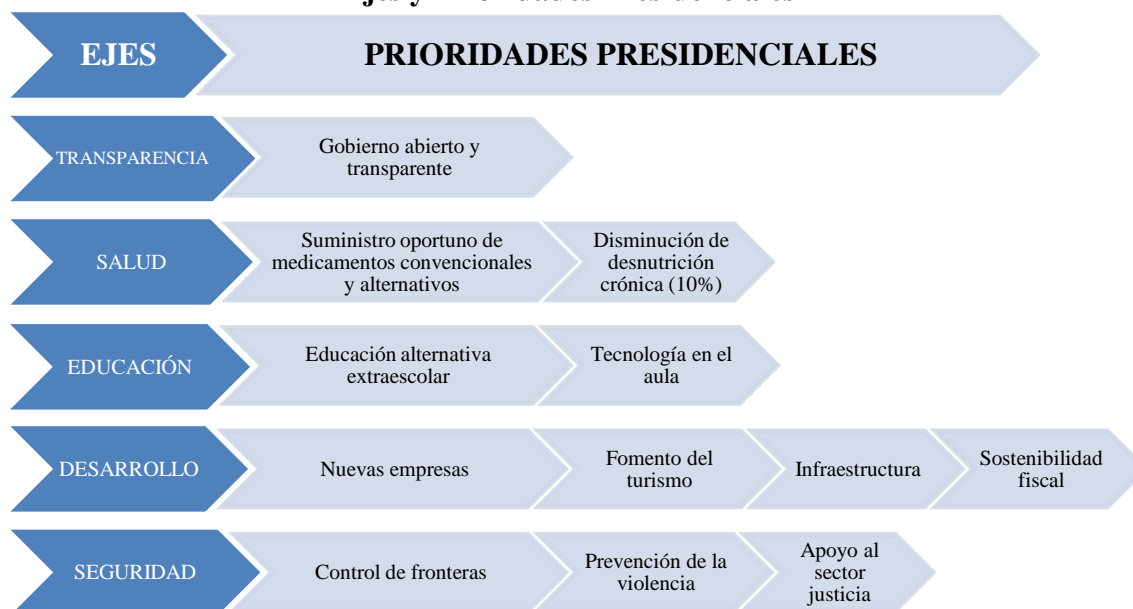 EJES
PRIORIDADES PRESIDENCIALES
TRANSPARENCIA
Gobierno abierto y
transparente
SALUD
Suministro oportuno de
medicamentos convencionales
y alternativos
Disminución de
desnutrición
crónica (10%)
EDUCACIÓN
Educación alternativa
extraescolar
Tecnología en el
aula
DESARROLLO
Nuevas empresas
Fomento del
turismo
Infraestructura
Sostenibilidad
fiscal
SEGURIDAD
Control de fronteras
Prevención de la
violencia
Apoyo al
sector
justicia